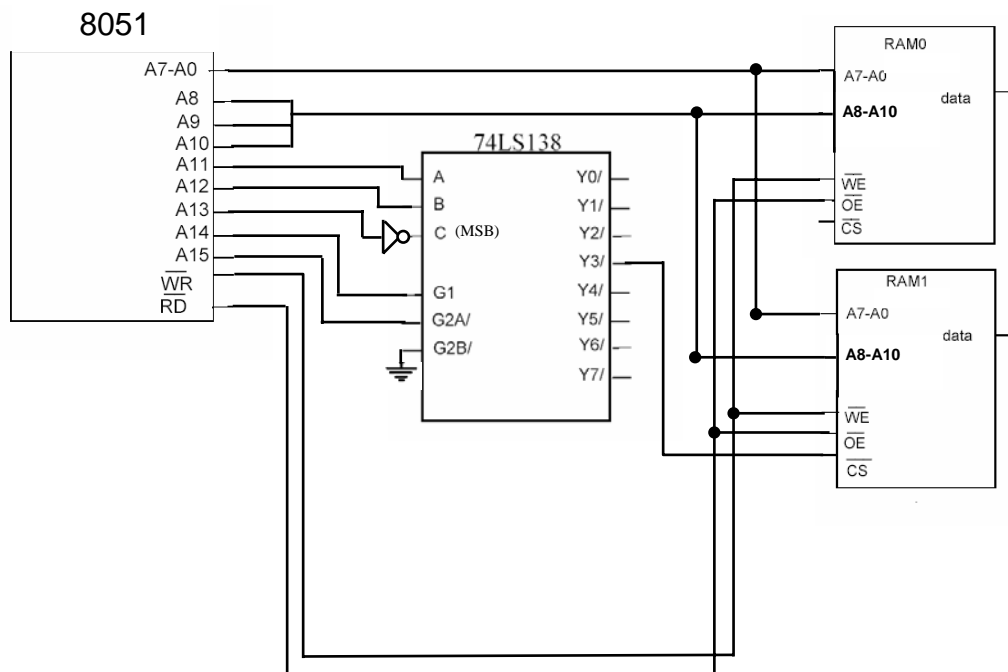 8051
A7-A0
A8
A9
A10
A11
A12
A13
A14
A15
WR
RD
74LS138
A
B
C (MSB)
G1
G2A/
G2B/
Y0/
Y1/
Y2/
Y3/
Y4/
Y5/
Y6/
Y7/
RAM0
A7-A0
data
A8-A10
WE
OE
CS
RAM1
A7-A0
data
A8-A10
WE
OE
CS